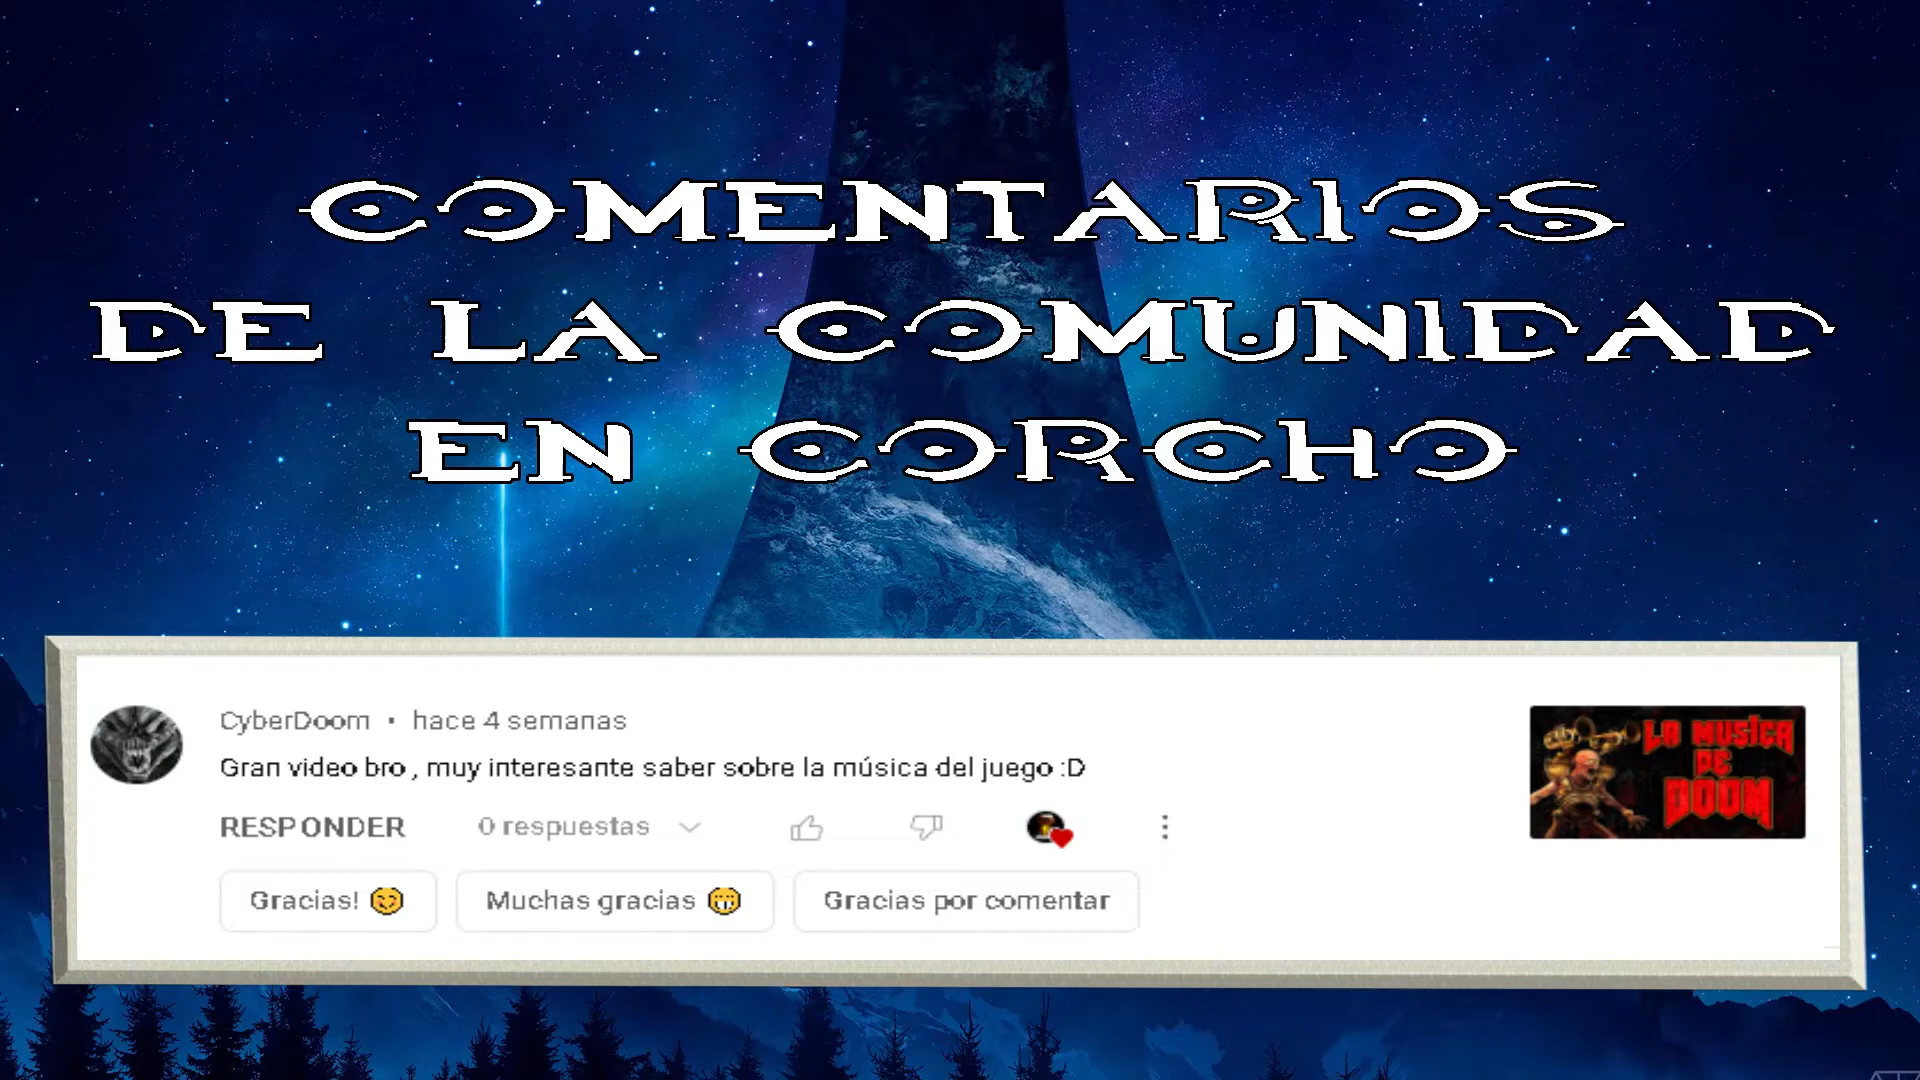 COMENTARIOS
DE LA COMUNIDAD
EN CORCHO
CyberDoom • hace 4 semanas
Gran video bro , muy interesante saber sobre la música del juego :D
RESPONDER 0 respuestas
Gracias! 😊 Muchas gracias 😁 Gracias por comentar
LA MUSICA
DE
DOOM